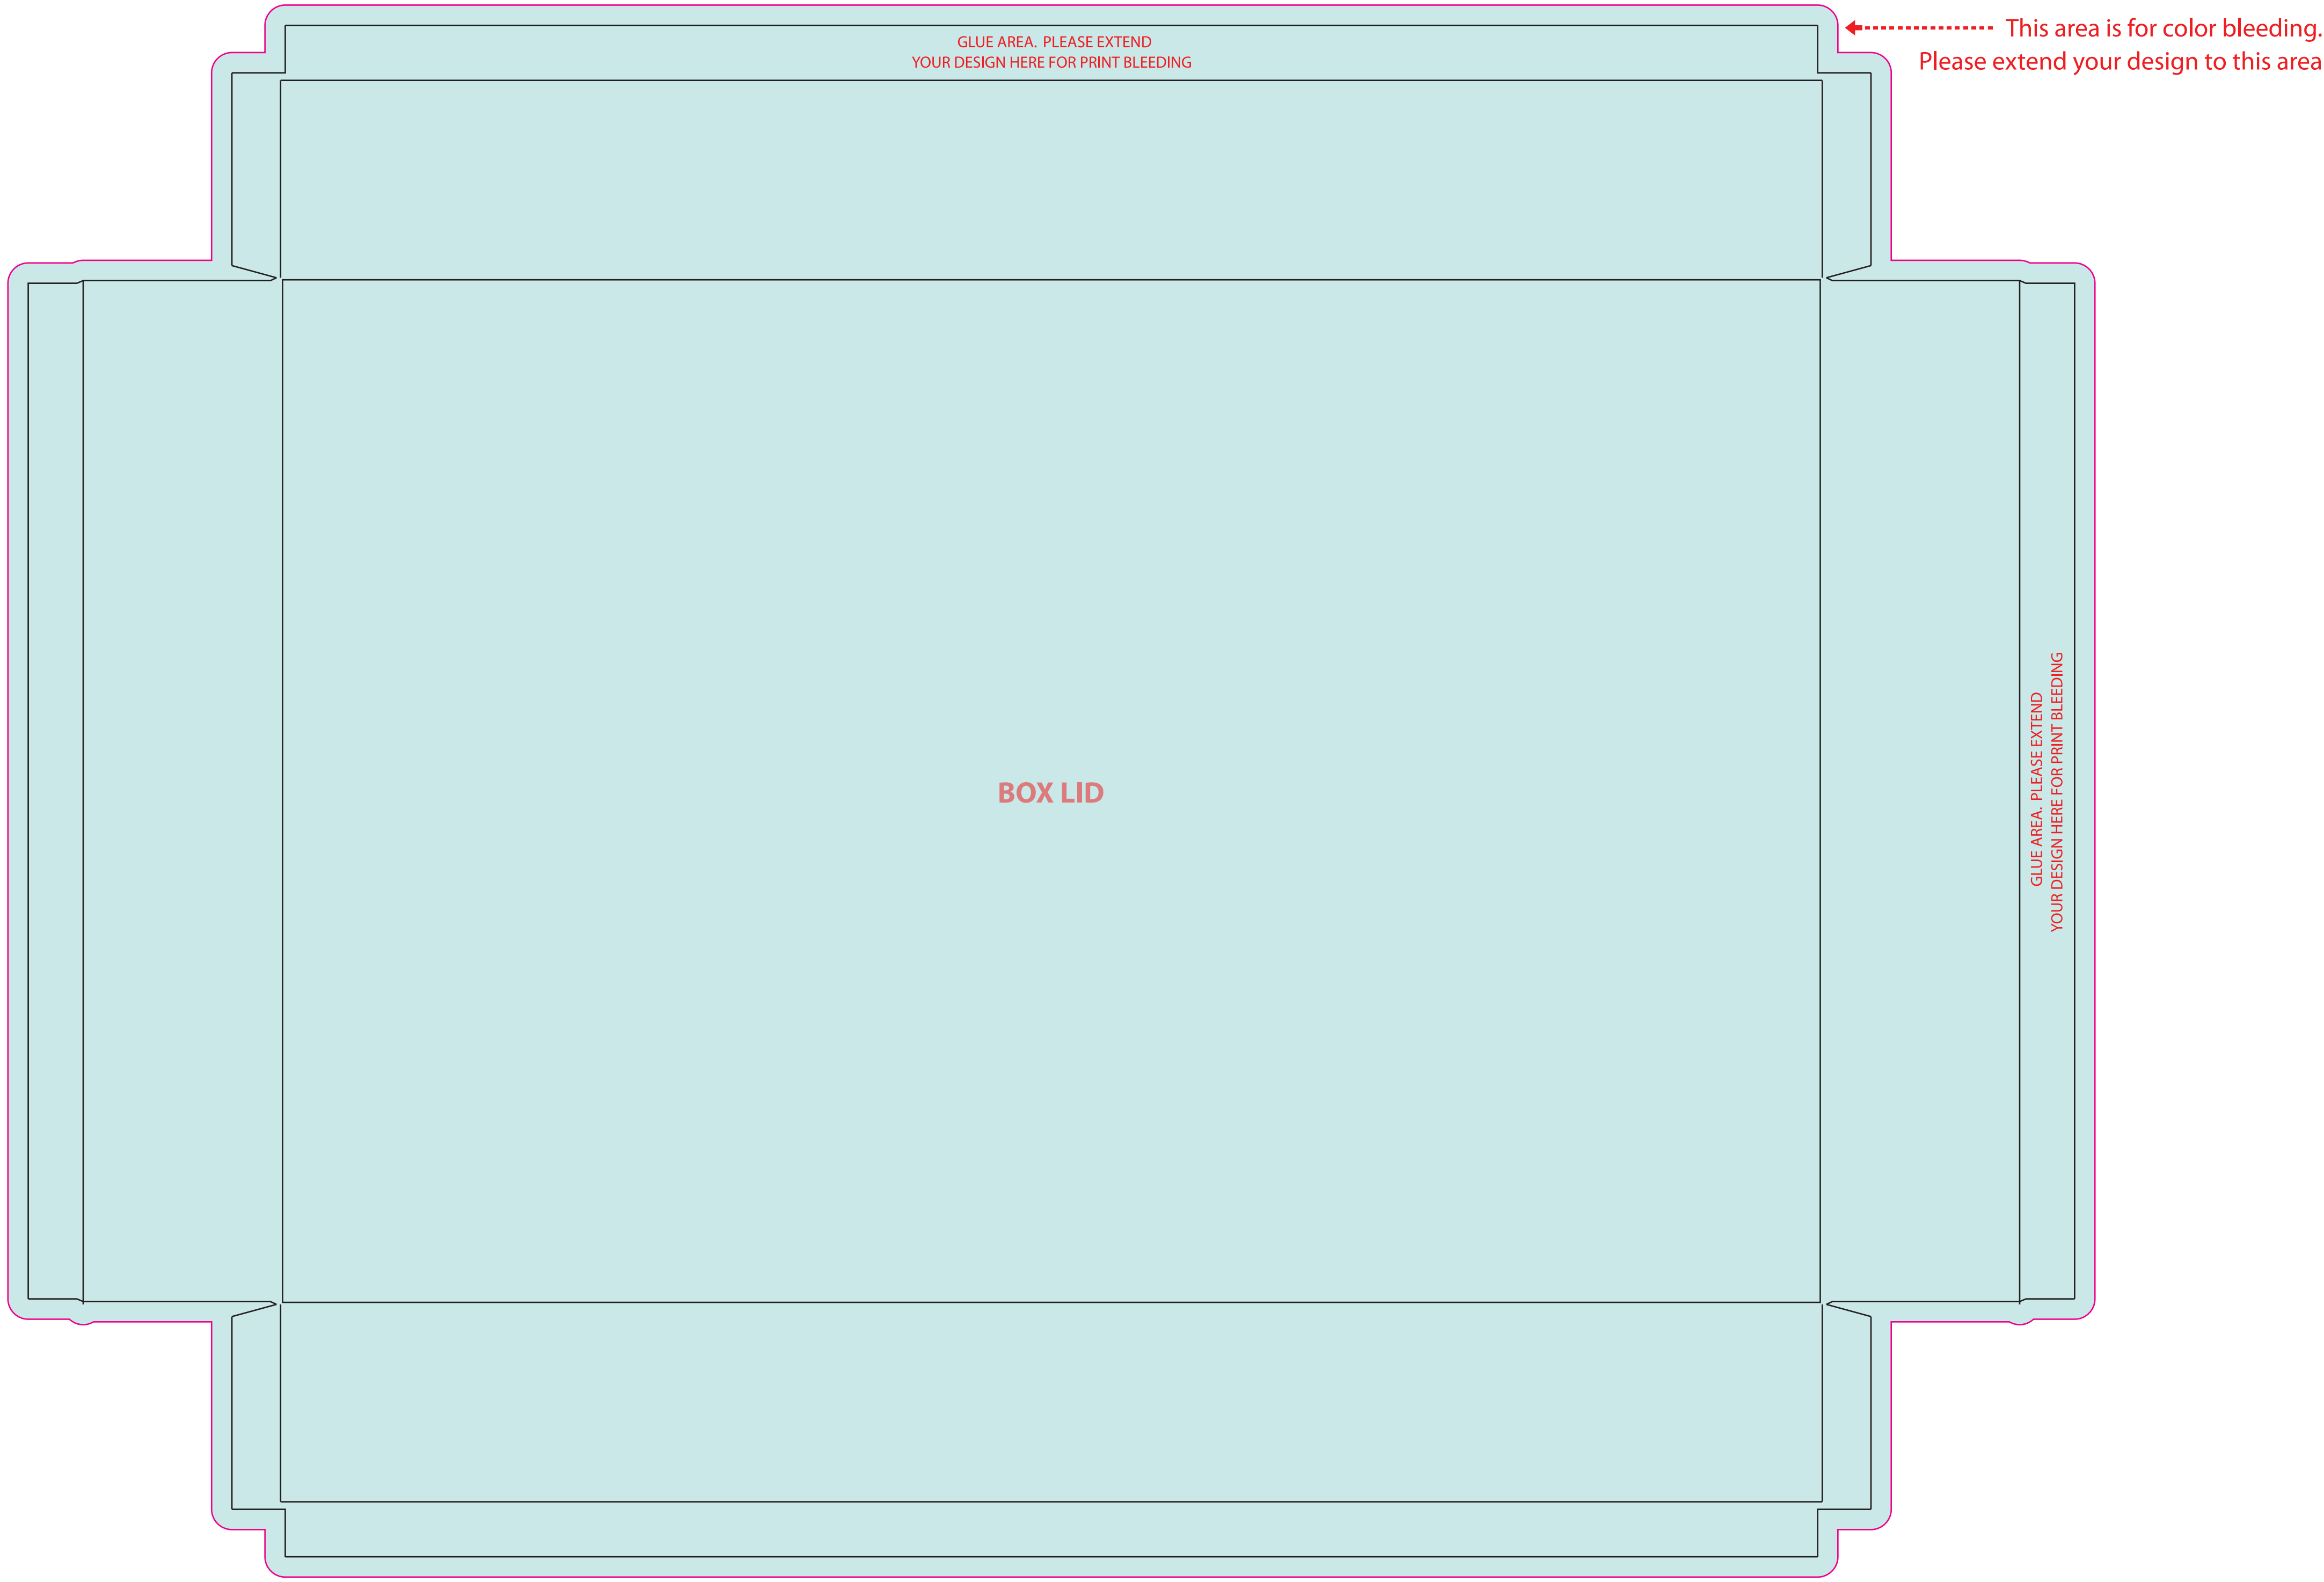 This area is for color bleeding.
Please extend your design to this area
GLUE AREA. PLEASE EXTEND
YOUR DESIGN HERE FOR PRINT BLEEDING
BOX LID
GLUE AREA. PLEASE EXTEND
YOUR DESIGN HERE FOR PRINT BLEEDING